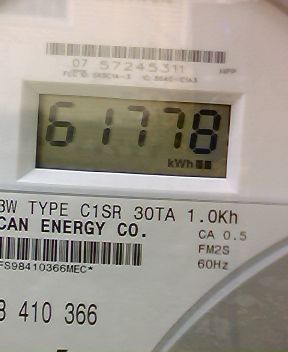 07 57245311
61778
kWh
3W TYPE C1SR 30TA 1.0Kh
CAN ENERGY CO.
CA 0.5
FM2S
60Hz
FS98410366MEC*
410 366